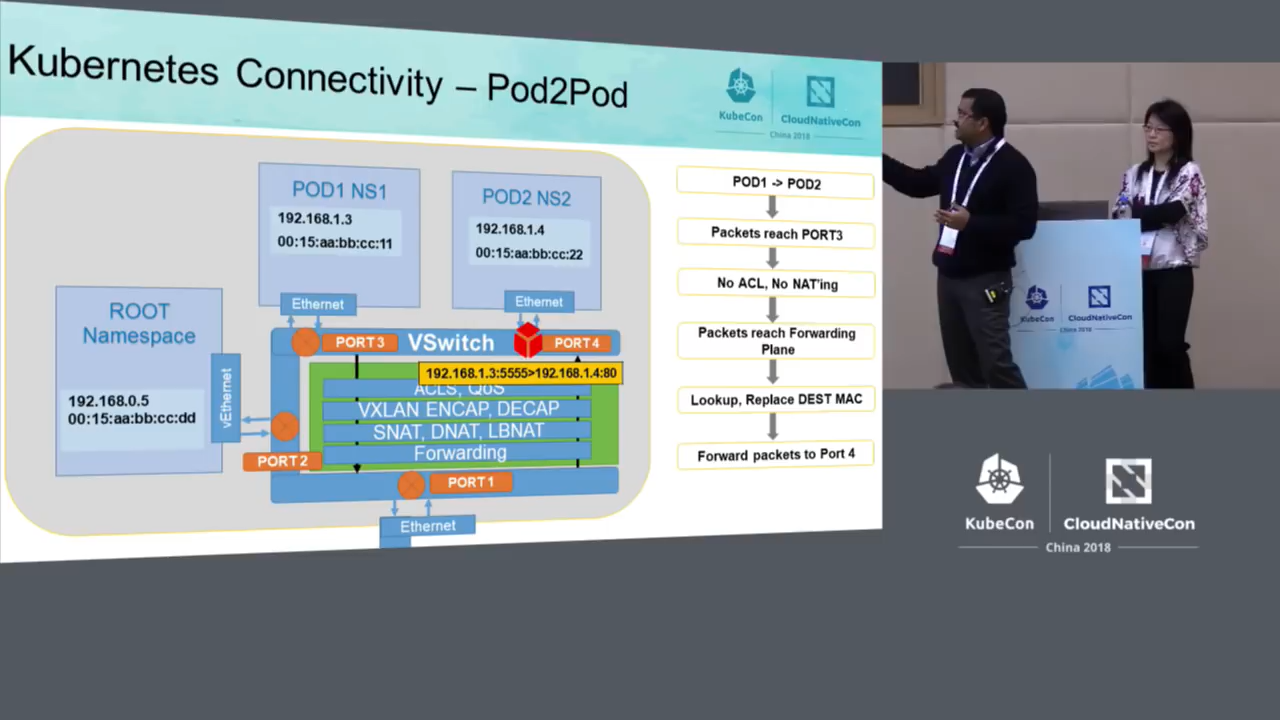 Kubernetes Connectivity – Pod2Pod
KubeCon
CloudNativeCon
China 2018
POD1 NS1
192.168.1.3
00:15:aa:bb:cc:11
Ethernet
POD2 NS2
192.168.1.4
00:15:aa:bb:cc:22
Ethernet
ROOT
Namespace
192.168.0.5
00:15:aa:bb:cc:dd
vEthernet
PORT3
VSwitch
PORT4
192.168.1.3:5555>192.168.1.4:80
ACLS, QoS
VXLAN ENCAP, DECAP
SNAT, DNAT, LBNAT
Forwarding
PORT2
PORT1
Ethernet
POD1 -> POD2
Packets reach PORT3
No ACL, No NAT'ing
Packets reach Forwarding
Plane
Lookup, Replace DEST MAC
Forward packets to Port 4
KubeCon
CloudNativeCon
China 2018
KubeCon
CloudNativeCon
China 2018